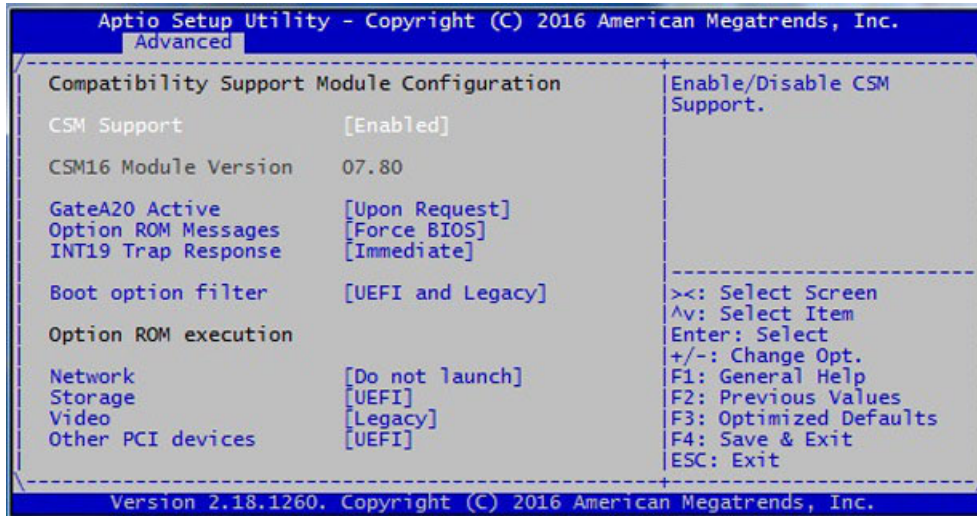 Aptio Setup Utility - Copyright (C) 2016 American Megatrends, Inc.
Advanced
Compatibility Support Module Configuration
CSM Support [Enabled]
CSM16 Module Version 07.80
GateA20 Active [Upon Request]
Option ROM Messages [Force BIOS]
INT19 Trap Response [Immediate]
Boot option filter [UEFI and Legacy]
Option ROM execution
Network [Do not launch]
Storage [UEFI]
Video [Legacy]
Other PCI devices [UEFI]
Enable/Disable CSM
Support.
><: Select Screen
^v: Select Item
Enter: Select
+/-: Change Opt.
F1: General Help
F2: Previous Values
F3: Optimized Defaults
F4: Save & Exit
ESC: Exit
Version 2.18.1260. Copyright (C) 2016 American Megatrends, Inc.